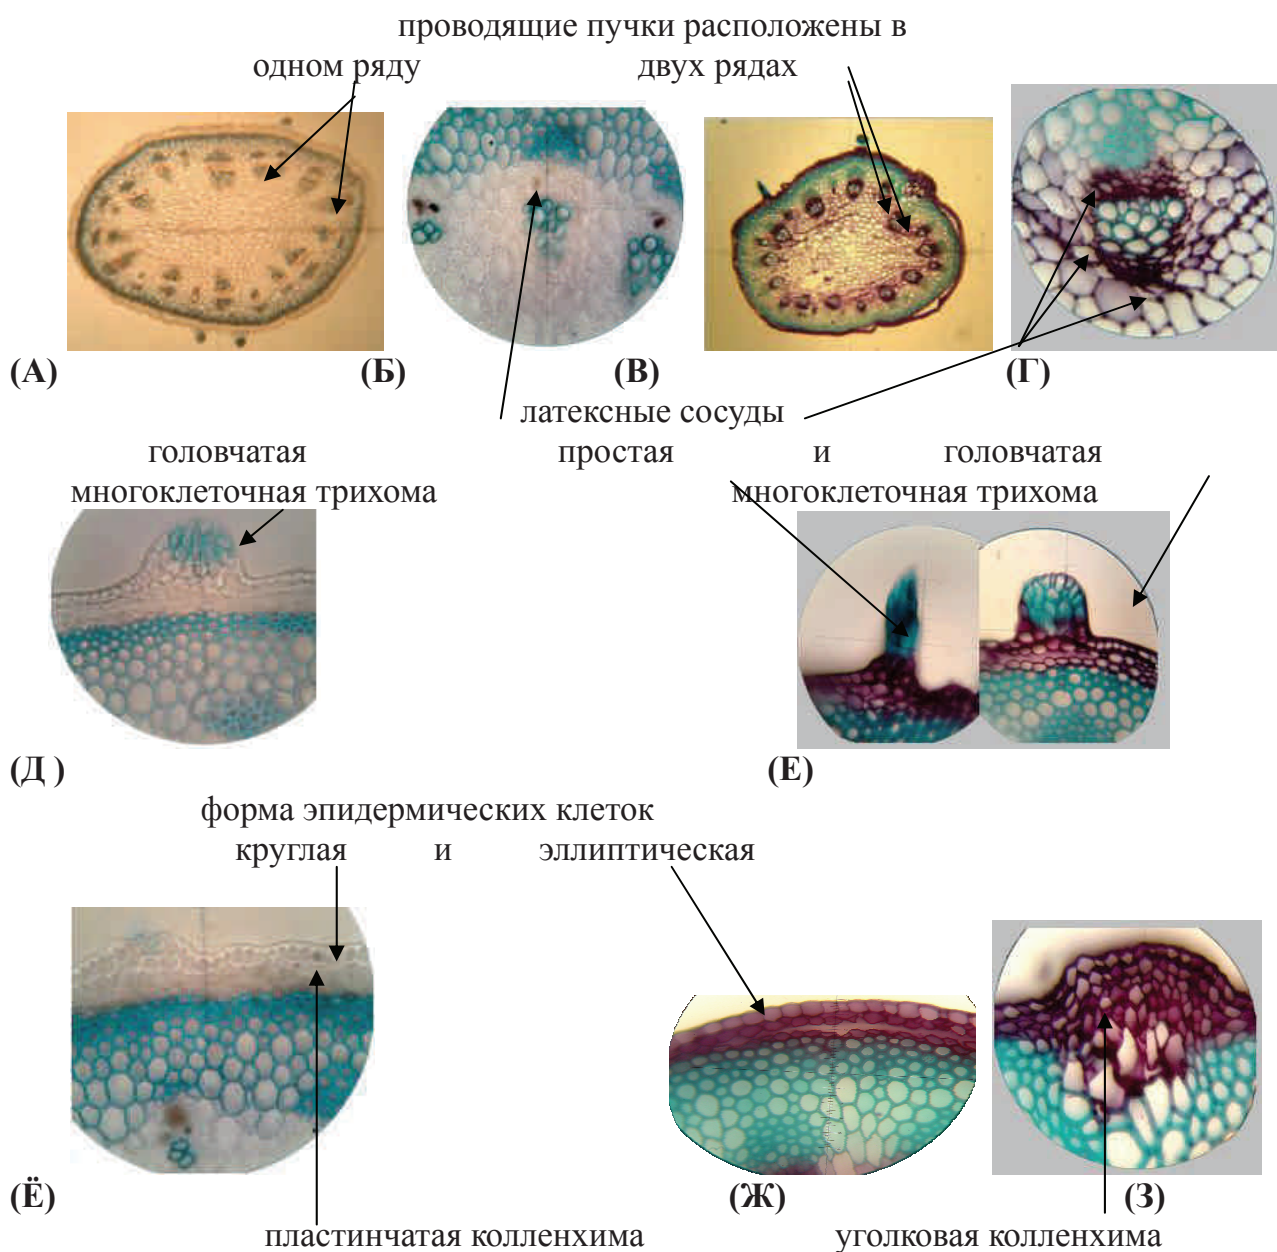 проводящие пучки расположены в
одном ряду двух рядах
(А) (Б) (В) (Г)
латексные сосуды
головчатая простая и головчатая
многоклеточная трихома многоклеточная трихома
(Д ) (Е)
форма эпидермических клеток
круглая и эллиптическая
(Ё) (Ж) (З)
пластинчатая колленхима уголковая колленхима